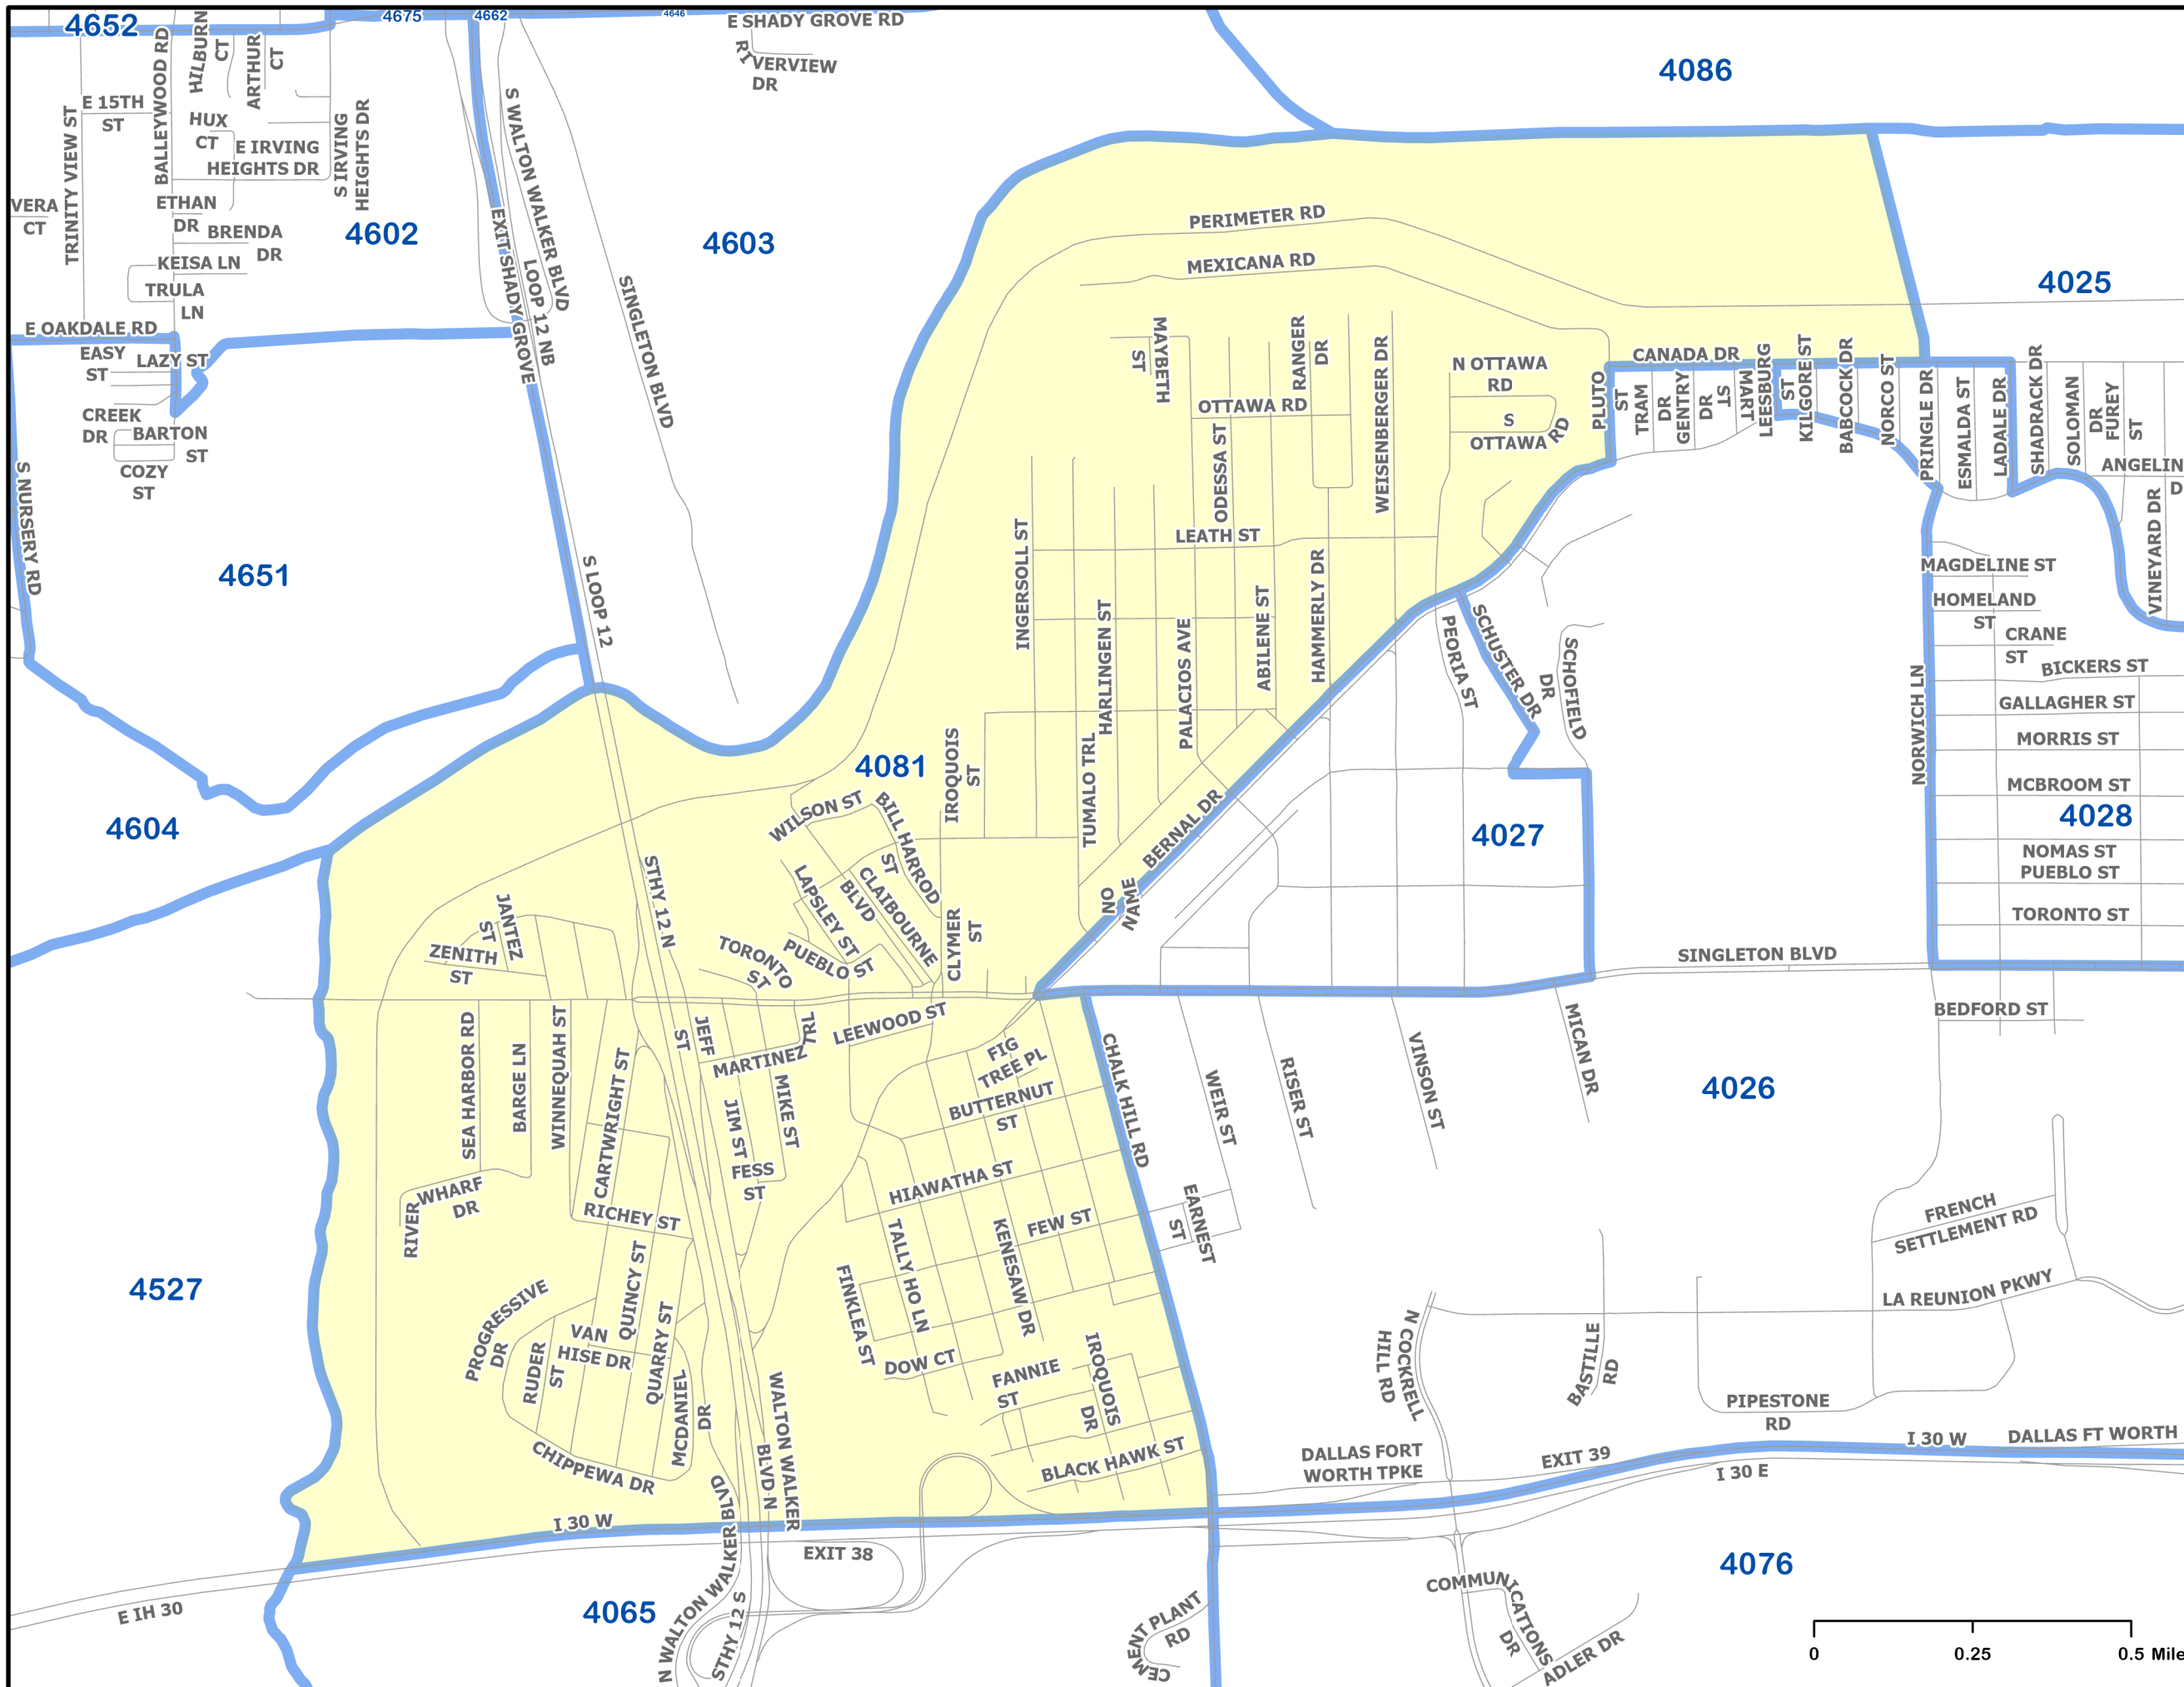 4652
4675
4662
4646
E SHADY GROVE RD
RIVERVIEW
DR
4086
BALLEYWOOD RD
HILBURN
CT
ARTHUR
CT
E 15TH
ST
HUX
CT
E IRVING
HEIGHTS DR
S IRVING
HEIGHTS DR
TRINITY VIEW ST
VERA
CT
ETHAN
DR
BRENDA
DR
KEISA LN
TRULA
LN
4602
4603
S WALTON WALKER BLVD
LOOP 12 NB
EXIT SHADY GROVE
SINGLETON BLVD
PERIMETER RD
MEXICANA RD
4025
E OAKDALE RD
EASY
ST
LAZY ST
CREEK
DR
BARTON
ST
COZY
ST
S NURSERY RD
4651
S LOOP 12
MAYBETH
ST
RANGER
DR
WEISENBERGER DR
N OTTAWA
RD
S
OTTAWA RD
OTTAWA RD
ODESSA ST
CANADA DR
PLUTO
ST
TRAM
DR
GENTRY
DR
MART
ST
LEESBURG
ST
KILGORE ST
BABCOCK DR
NORCO ST
PRINGLE DR
ESMALDA ST
LADALE DR
SHADRACK DR
SOLOMAN
DR
FUREY
ST
ANGELIN
D
VINEYARD DR
LEATH ST
INGERSOLL ST
HARLINGEN ST
PALACIOS AVE
ABILENE ST
HAMMERLY DR
PEORIA ST
SCHUSTER DR
SCHOFIELD
DR
MAGDELINE ST
HOMELAND
ST
CRANE
ST
BICKERS ST
GALLAGHER ST
MORRIS ST
MCBROOM ST
4028
NOMAS ST
PUEBLO ST
TORONTO ST
NORWICH LN
4604
4081
IROQUOIS
ST
TUMALO TRL
BERNAL DR
NO
NAME
4027
WILSON ST
BILL HARROD
ST
LAPSLEY ST
CLAIBOURNE
BLVD
CLYMER
ST
PUEBLO ST
TORONTO
ST
STHY 12 N
JANTEZ
ST
ZENITH
ST
SINGLETON BLVD
BEDFORD ST
LEEWOOD ST
JEFF
ST
MARTINEZ
TRL
MIKE ST
JIM ST
FESS
ST
SEA HARBOR RD
BARGE LN
WINNEQUAH ST
CARTWRIGHT ST
WHARF
DR
RIVER
RICHEY ST
FIG
TREE PL
BUTTERNUT
ST
HIAWATHA ST
FEW ST
CHALK HILL RD
WEIR ST
RISER ST
VINSON ST
MICAN DR
4026
EARNEST
ST
FRENCH
SETTLEMENT RD
LA REUNION PKWY
4527
PROGRESSIVE
DR
RUDER
ST
VAN
HISE DR
QUINCY ST
QUARRY ST
MCDANIEL
DR
CHIPPEWA DR
FINKLEA ST
TALLY HO LN
KENESAW DR
DOW CT
FANNIE
ST
IROQUOIS
DR
BLACK HAWK ST
WALTON WALKER
BLVD N
N COCKRELL
HILL RD
BASTILLE
RD
PIPESTONE
RD
DALLAS FORT
WORTH TPKE
EXIT 39
I 30 W
DALLAS FT WORTH
I 30 E
I 30 W
EXIT 38
E IH 30
4065
N WALTON WALKER BLVD
STHY 12 S
CEMENT PLANT
RD
COMMUNICATIONS
DR
ADLER DR
4076
0
0.25
0.5 Mile